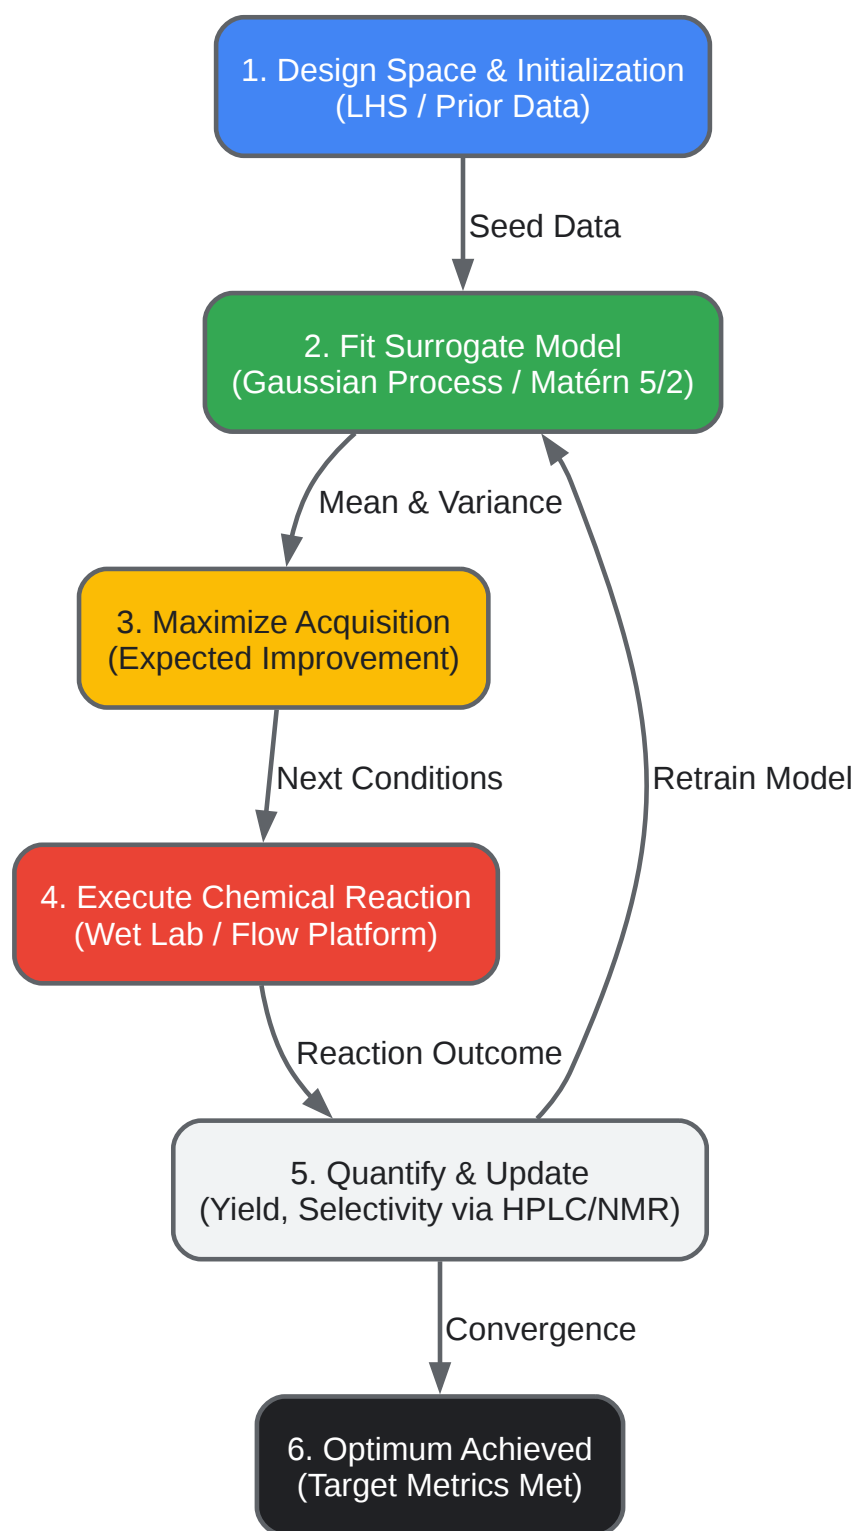 1. Design Space & Initialization
(LHS / Prior Data)
Seed Data
2. Fit Surrogate Model
(Gaussian Process / Matérn 5/2)
Mean & Variance
3. Maximize Acquisition
(Expected Improvement)
Next Conditions
Retrain Model
4. Execute Chemical Reaction
(Wet Lab / Flow Platform)
Reaction Outcome
5. Quantify & Update
(Yield, Selectivity via HPLC/NMR)
Convergence
6. Optimum Achieved
(Target Metrics Met)